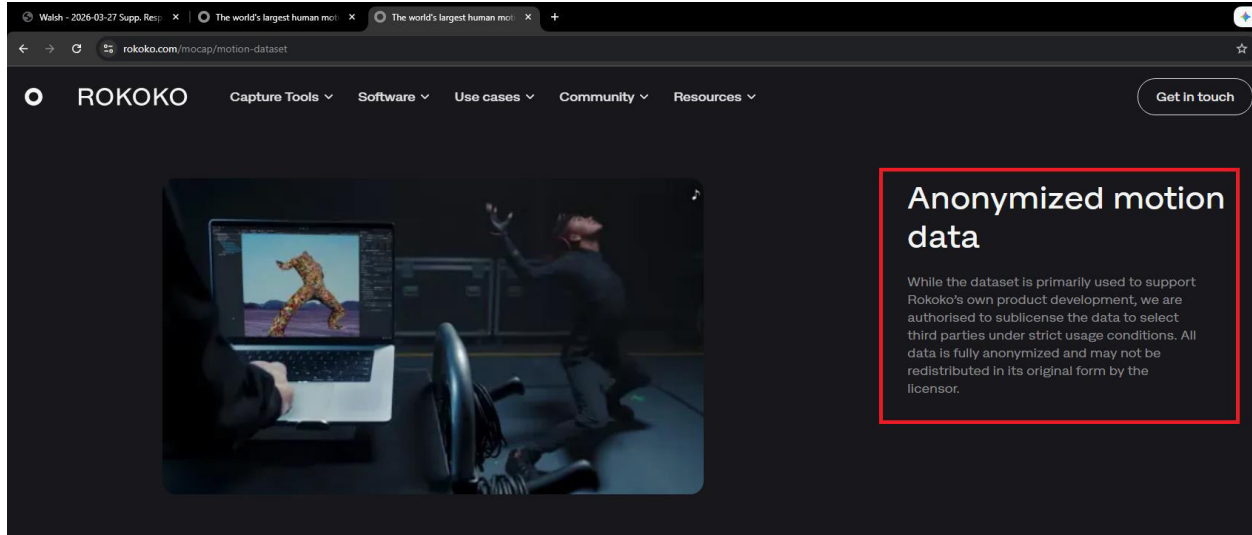 Walsh - 2026-03-27 Supp. Resp
The world's largest human moti
The world's largest human moti
rokoko.com/mocap/motion-dataset
ROKOKO
Capture Tools
Software
Use cases
Community
Resources
Get in touch
Anonymized motion
data
While the dataset is primarily used to support
Rokoko's own product development, we are
authorised to sublicense the data to select
third parties under strict usage conditions. All
data is fully anonymized and may not be
redistributed in its original form by the
licensor.